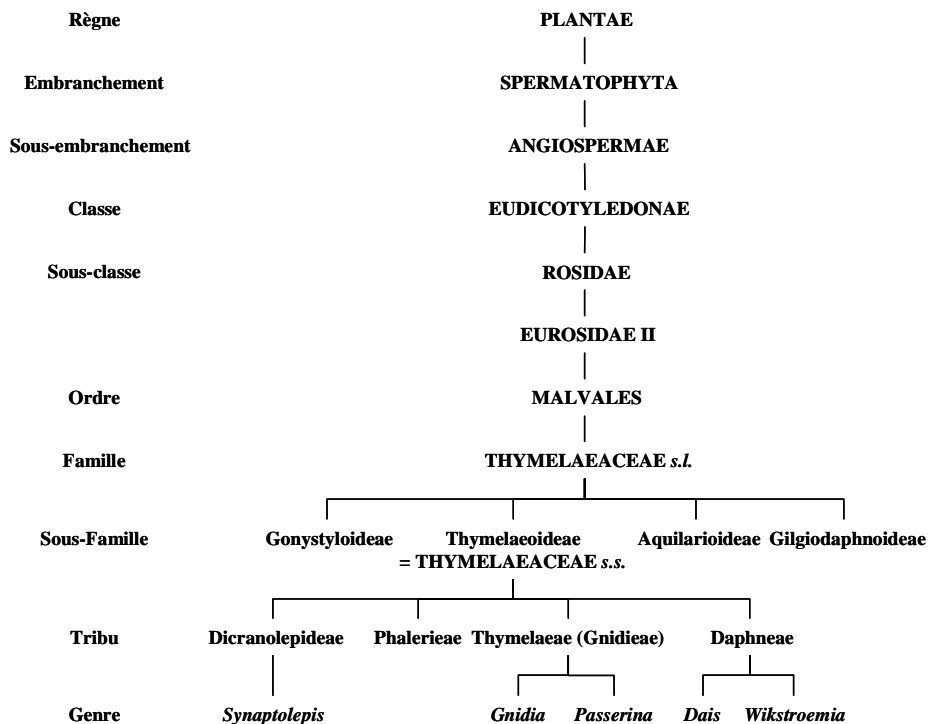 Règne PLANTAE
Embranchement SPERMATOPHYTA
Sous-embranchement ANGIOSPERMAE
Classe EUDICOTYLEDONAE
Sous-classe ROSIDAE
EUROSIDAE II
Ordre MALVALES
Famille THYMELAEACEAE s.l.
Sous-Famille Gonystyloideae Thymelaeoideae Aquilarioideae Gilgiodaphnoideae
= THYMELAEACEAE s.s.
Tribu Dicranolepideae Phalerieae Thymelaeae (Gnidieae) Daphneae
Genre Synaptolepis Gnidia Passerina Dais Wikstroemia